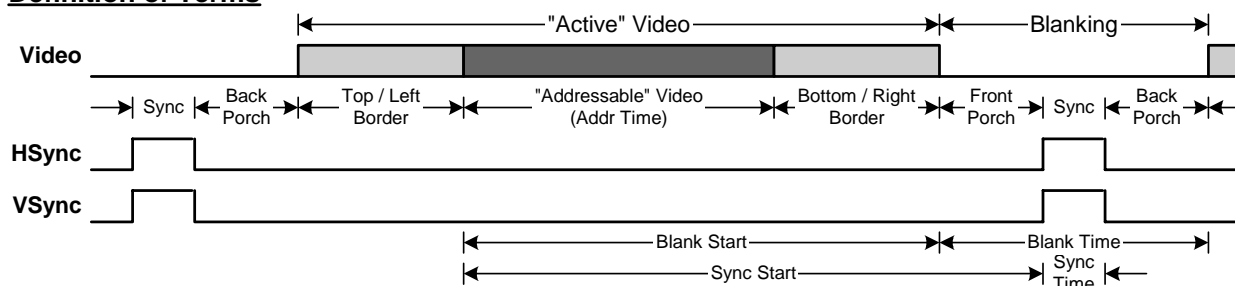 Definition of Terms
"Active" Video
Blanking
Video
Sync
Back
Porch
Top / Left
Border
"Addressable" Video
(Addr Time)
Bottom / Right
Border
Front
Porch
Sync
Back
Porch
HSync
VSync
Blank Start
Blank Time
Sync Start
Sync
Time